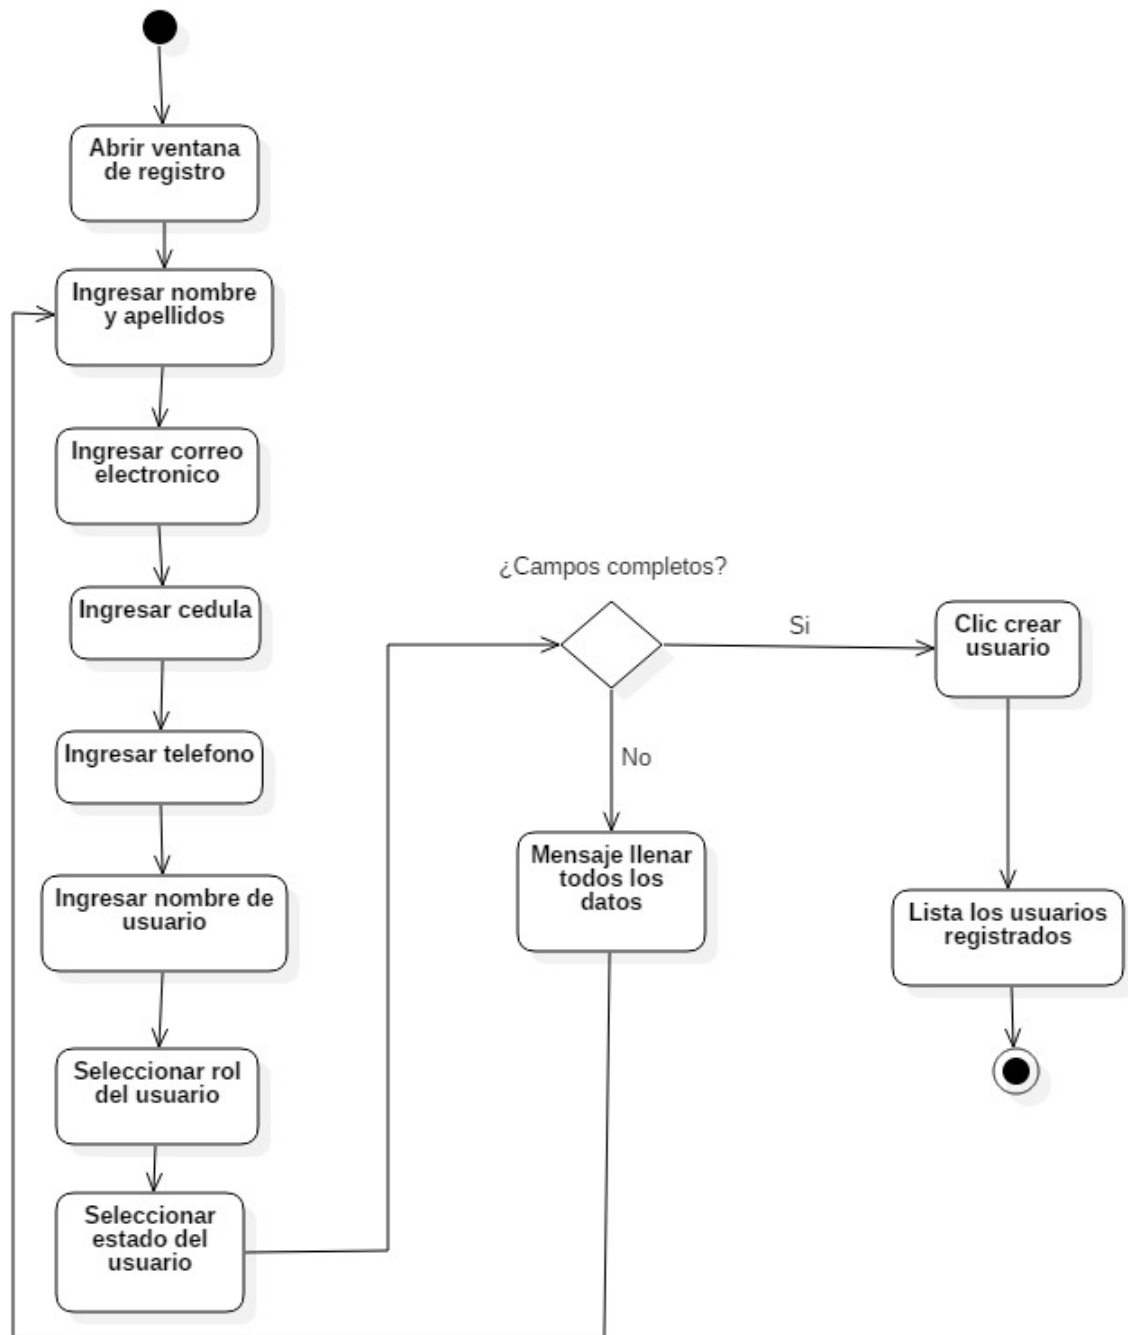 Abrir ventana
de registro
Ingresar nombre
y apellidos
Ingresar correo
electronico
Ingresar cedula
Ingresar telefono
Ingresar nombre de
usuario
Seleccionar rol
del usuario
Seleccionar
estado del
usuario
¿Campos completos?
Si
No
Mensaje llenar
todos los
datos
Clic crear
usuario
Lista los usuarios
registrados